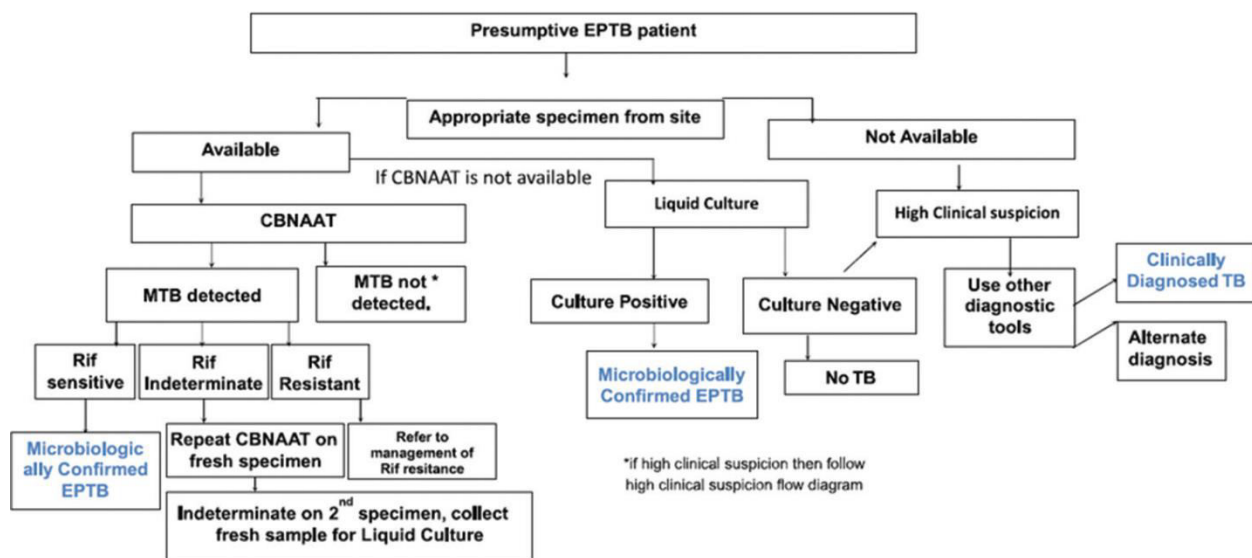 Presumptive EPTB patient
Appropriate specimen from site
Available
Not Available
If CBNAAT is not available
CBNAAT
Liquid Culture
High Clinical suspicion
MTB detected
MTB not *
detected.
Culture Positive
Culture Negative
Use other
diagnostic
tools
Clinically
Diagnosed TB
Alternate
diagnosis
Rif
sensitive
Rif
Indeterminate
Rif
Resistant
Microbiologically
Confirmed EPTB
No TB
Microbiologic
ally Confirmed
EPTB
Repeat CBNAAT on
fresh specimen
Refer to
management of
Rif resitance
*if high clinical suspicion then follow
high clinical suspicion flow diagram
Indeterminate on 2nd specimen, collect
fresh sample for Liquid Culture